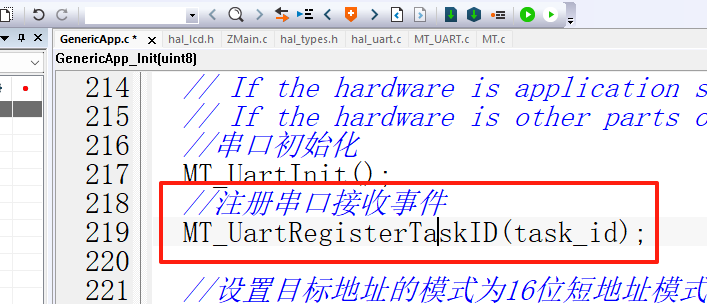 GenericApp.c * hal_lcd.h ZMain.c hal_types.h hal_uart.c MT_UART.c MT.c
GenericApp_Init(uint8)
214 // If the hardware is application s
215 // If the hardware is other parts o
216 //串口初始化
217 MT_UartInit();
218 //注册串口接收事件
219 MT_UartRegisterTaskID(task_id);
220
221 //设置目标地址的模式为16位短地址模式